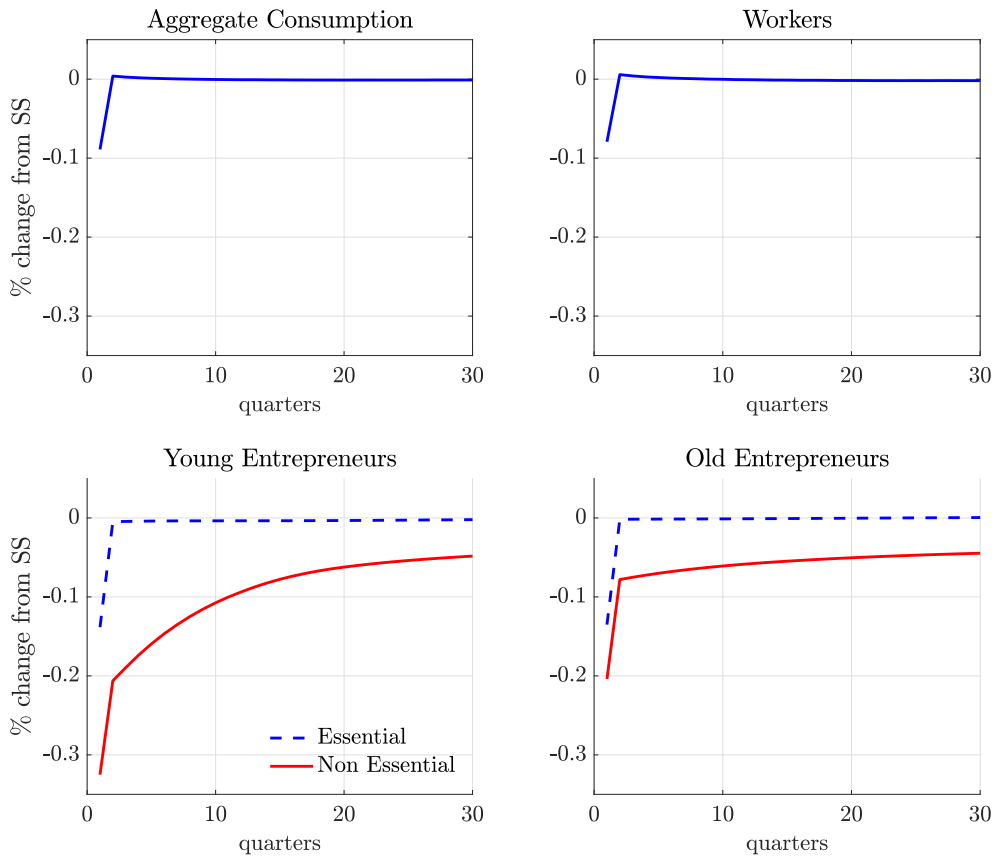 Aggregate Consumption
% change from SS
0
-0.1
-0.2
-0.3
0
10
20
30
quarters
Workers
0
-0.1
-0.2
-0.3
0
10
20
30
quarters
Young Entrepreneurs
% change from SS
0
-0.1
-0.2
-0.3
Essential
Non Essential
0
10
20
30
quarters
Old Entrepreneurs
0
-0.1
-0.2
-0.3
0
10
20
30
quarters